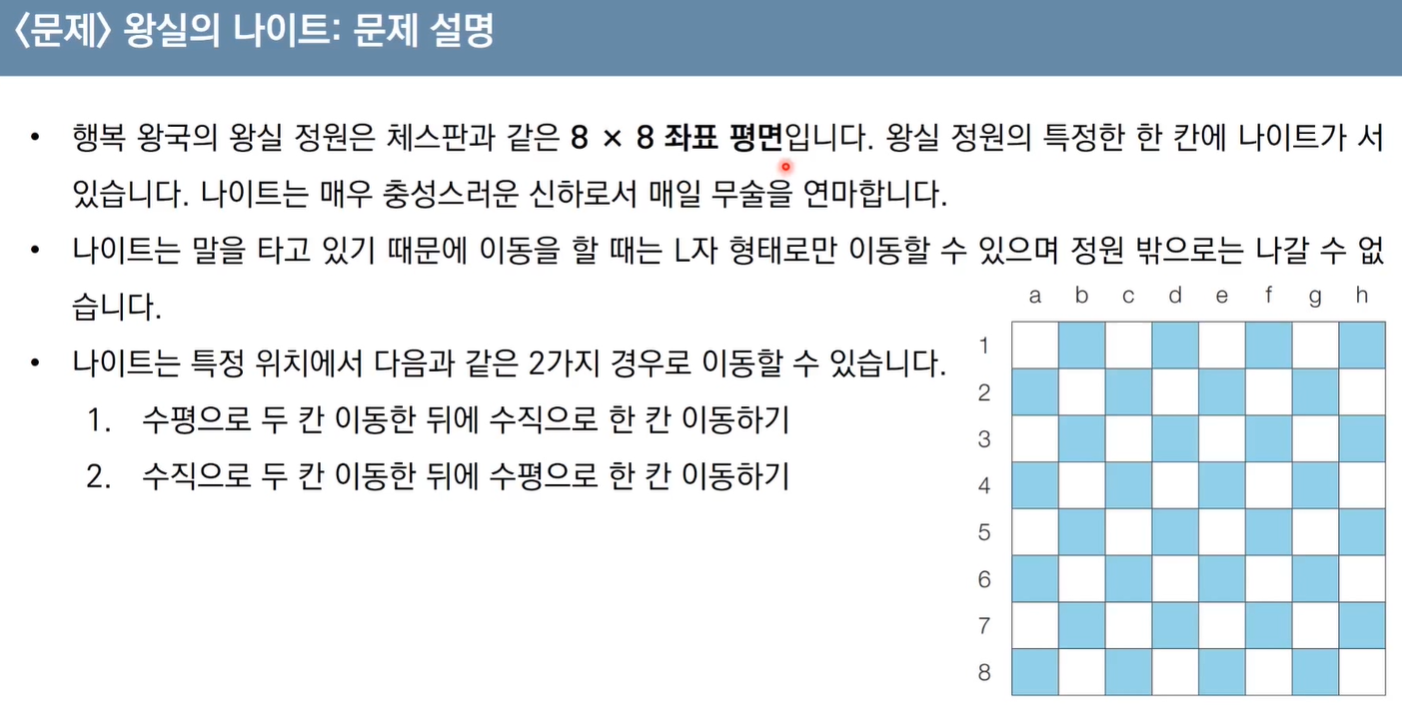 <문제> 왕실의 나이트: 문제 설명
• 행복 왕국의 왕실 정원은 체스판과 같은 8 × 8 좌표 평면입니다. 왕실 정원의 특정한 한 칸에 나이트가 서
있습니다. 나이트는 매우 충성스러운 신하로서 매일 무술을 연마합니다.
• 나이트는 말을 타고 있기 때문에 이동을 할 때는 L자 형태로만 이동할 수 있으며 정원 밖으로는 나갈 수 없
습니다.
• 나이트는 특정 위치에서 다음과 같은 2가지 경우로 이동할 수 있습니다.
1. 수평으로 두 칸 이동한 뒤에 수직으로 한 칸 이동하기
2. 수직으로 두 칸 이동한 뒤에 수평으로 한 칸 이동하기
a b c d e f g h
1
2
3
4
5
6
7
8